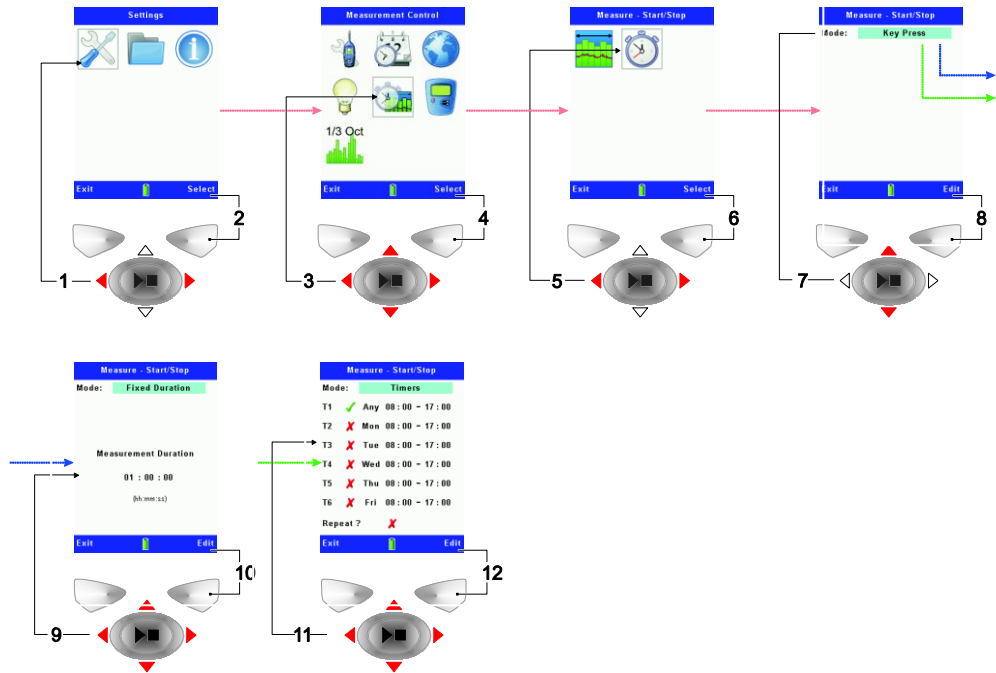 Settings
Exit Select
2
1
Measurement Control
1/3 Oct
Exit Select
4
3
Measure - Start/Stop
Exit Select
6
5
Measure - Start/Stop
Mode: Key Press
Exit Edit
8
7
Measure - Start/Stop
Mode: Fixed Duration
Measurement Duration
01 : 00 : 00
(hh:mm:ss)
Exit Edit
10
9
Measure - Start/Stop
Mode: Timers
T1 Any 08 : 00 - 17 : 00
T2 Mon 08 : 00 - 17 : 00
T3 Tue 08 : 00 - 17 : 00
T4 Wed 08 : 00 - 17 : 00
T5 Thu 08 : 00 - 17 : 00
T6 Fri 08 : 00 - 17 : 00
Repeat ?
Exit Edit
12
11